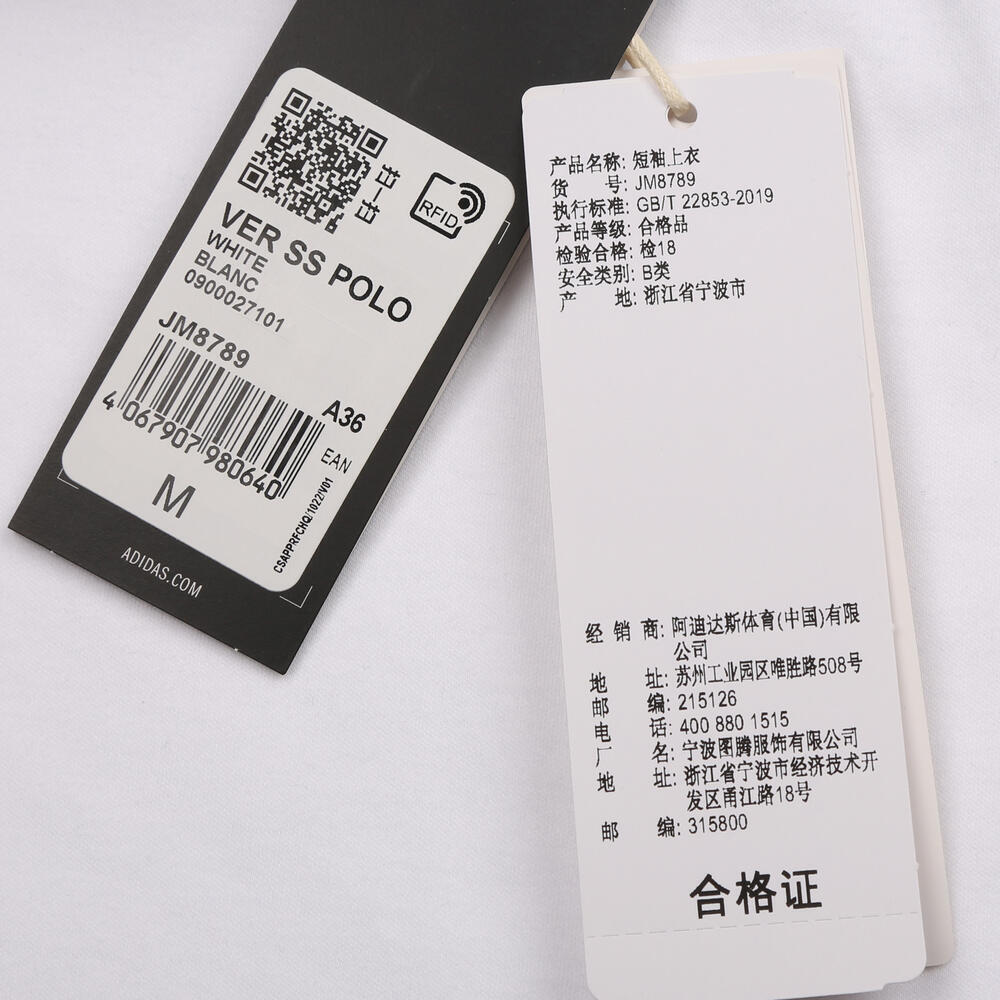 RFID
VER SS POLO
WHITE
BLANC
0900027101
JM8789
A36
4 067907 980640
EAN
M
CSAPPRFCHQ/1022/V01
ADIDAS.COM
产品名称: 短袖上衣
货 号: JM8789
执行标准: GB/T 22853-2019
产品等级: 合格品
检验合格: 检18
安全类别: B类
产 地: 浙江省宁波市
经 销 商: 阿迪达斯体育(中国)有限
公司
地 址: 苏州工业园区唯胜路508号
邮 编: 215126
电 话: 400 880 1515
厂 名: 宁波图腾服饰有限公司
地 址: 浙江省宁波市经济技术开
发区甬江路18号
邮 编: 315800
合格证